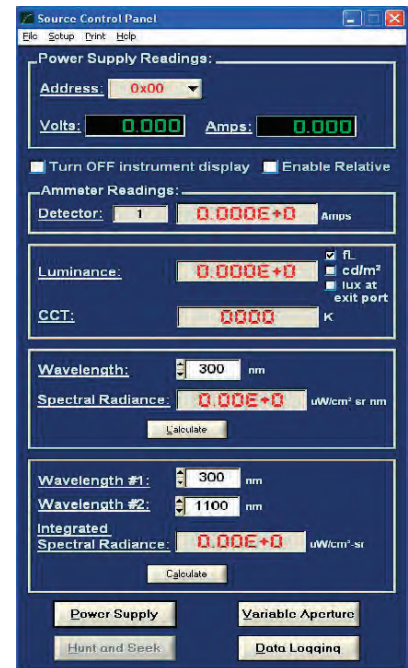 Source Control Panel
File Setup Print Help
Power Supply Readings:
Address: 0x00
Volts: 0.000 Amps: 0.000
Turn OFF instrument display Enable Relative
Ammeter Readings:
Detector: 1 0.000E+0 Amps
fL
Luminance: 0.000E+0 cd/m²
lux at
exit port
CCT: 0000 K
Wavelength: 300 nm
Spectral Radiance: 0.00E+0 uW/cm² sr nm
Calculate
Wavelength #1: 300 nm
Wavelength #2: 1100 nm
Integrated
Spectral Radiance: 0.00E+0 uW/cm²-sr
Calculate
Power Supply Variable Aperture
Hunt and Seek Data Logging